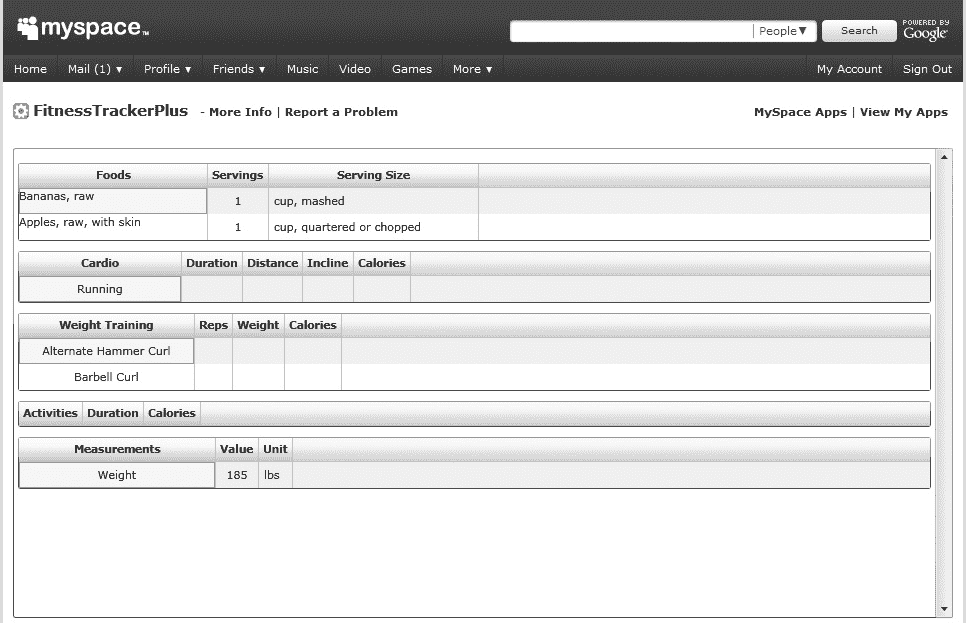 myspace™
People▼ Search POWERED BY Google
Home Mail (1) ▼ Profile ▼ Friends ▼ Music Video Games More ▼ My Account Sign Out
FitnessTrackerPlus - More Info | Report a Problem MySpace Apps | View My Apps
Foods Servings Serving Size
Bananas, raw 1 cup, mashed
Apples, raw, with skin 1 cup, quartered or chopped
Cardio Duration Distance Incline Calories
Running
Weight Training Reps Weight Calories
Alternate Hammer Curl
Barbell Curl
Activities Duration Calories
Measurements Value Unit
Weight 185 lbs